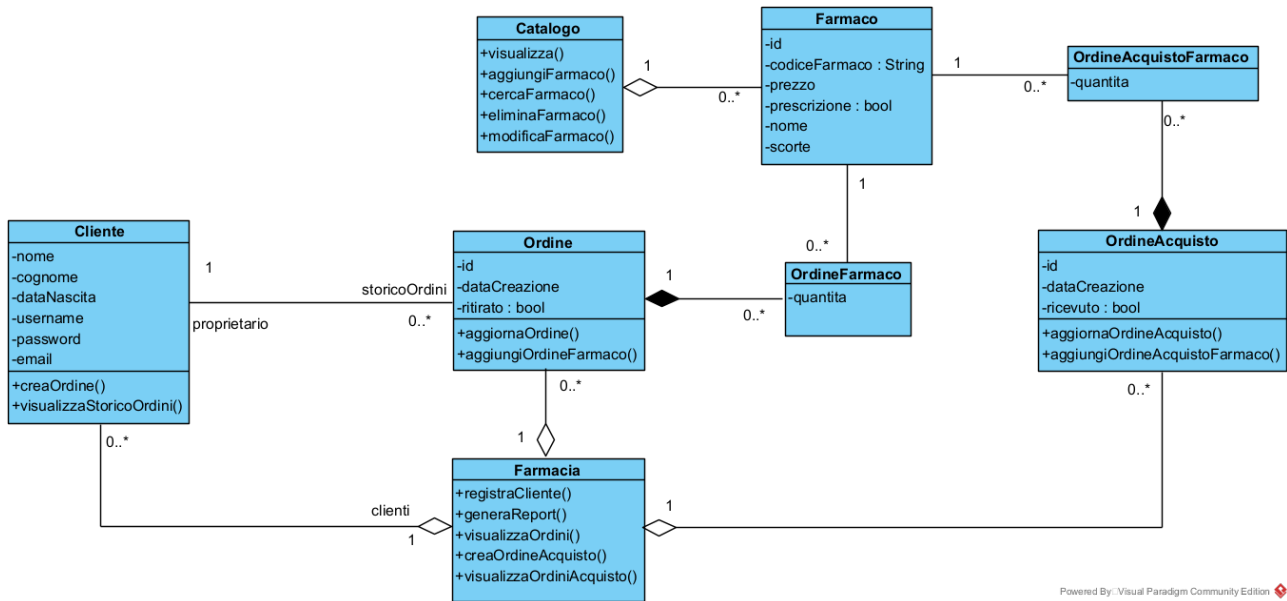 Catalogo
+visualizza()
+aggiungiFarmaco()
+cercaFarmaco()
+eliminaFarmaco()
+modificaFarmaco()
1
0..*
Farmaco
-id
-codiceFarmaco : String
-prezzo
-prescrizione : bool
-nome
-scorte
1
0..*
OrdineAcquistoFarmaco
-quantita
0..*
1
1
0..*
Cliente
-nome
-cognome
-dataNascita
-username
-password
-email
+creaOrdine()
+visualizzaStoricoOrdini()
1
proprietario
storicoOrdini
0..*
Ordine
-id
-dataCreazione
-ritirato : bool
+aggiornaOrdine()
+aggiungiOrdineFarmaco()
1
0..*
OrdineFarmaco
-quantita
OrdineAcquisto
-id
-dataCreazione
-ricevuto : bool
+aggiornaOrdineAcquisto()
+aggiungiOrdineAcquistoFarmaco()
0..*
0..*
1
0..*
clienti
1
Farmacia
+registraCliente()
+generaReport()
+visualizzaOrdini()
+creaOrdineAcquisto()
+visualizzaOrdiniAcquisto()
1
Powered By Visual Paradigm Community Edition